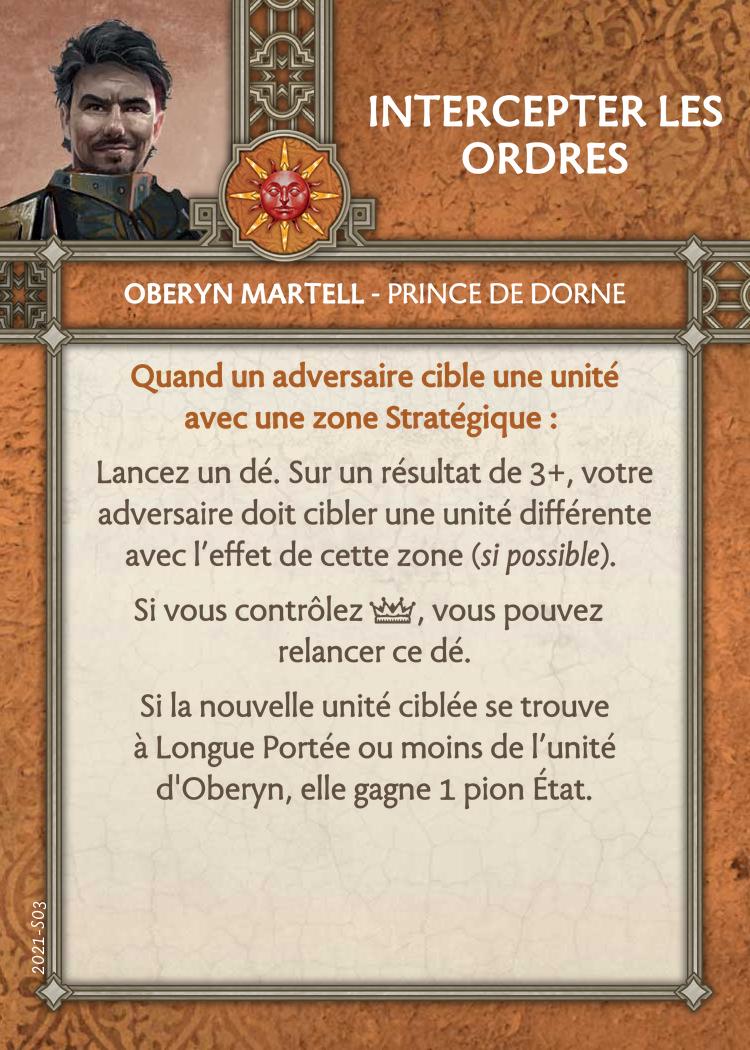 INTERCEPTER LES
ORDRES
OBERYN MARTELL - PRINCE DE DORNE
Quand un adversaire cible une unité
avec une zone Stratégique :
Lancez un dé. Sur un résultat de 3+, votre
adversaire doit cibler une unité différente
avec l'effet de cette zone (si possible).
Si vous contrôlez , vous pouvez
relancer ce dé.
Si la nouvelle unité ciblée se trouve
à Longue Portée ou moins de l'unité
d'Oberyn, elle gagne 1 pion État.
2021-S03